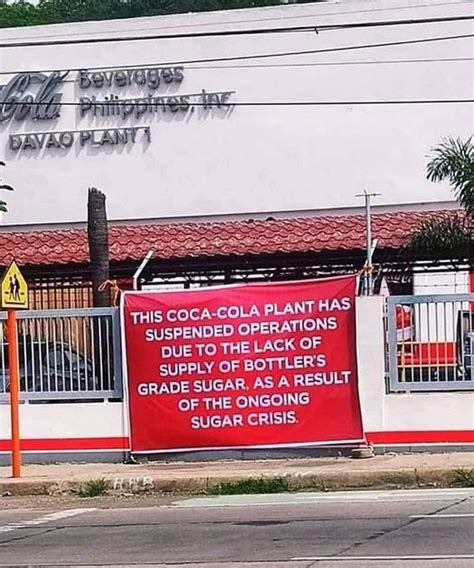 Cola Beverages
Philippines, Inc.
DAVAO PLANT 1
THIS COCA-COLA PLANT HAS
SUSPENDED OPERATIONS
DUE TO THE LACK OF
SUPPLY OF BOTTLER'S
GRADE SUGAR, AS A RESULT
OF THE ONGOING
SUGAR CRISIS.